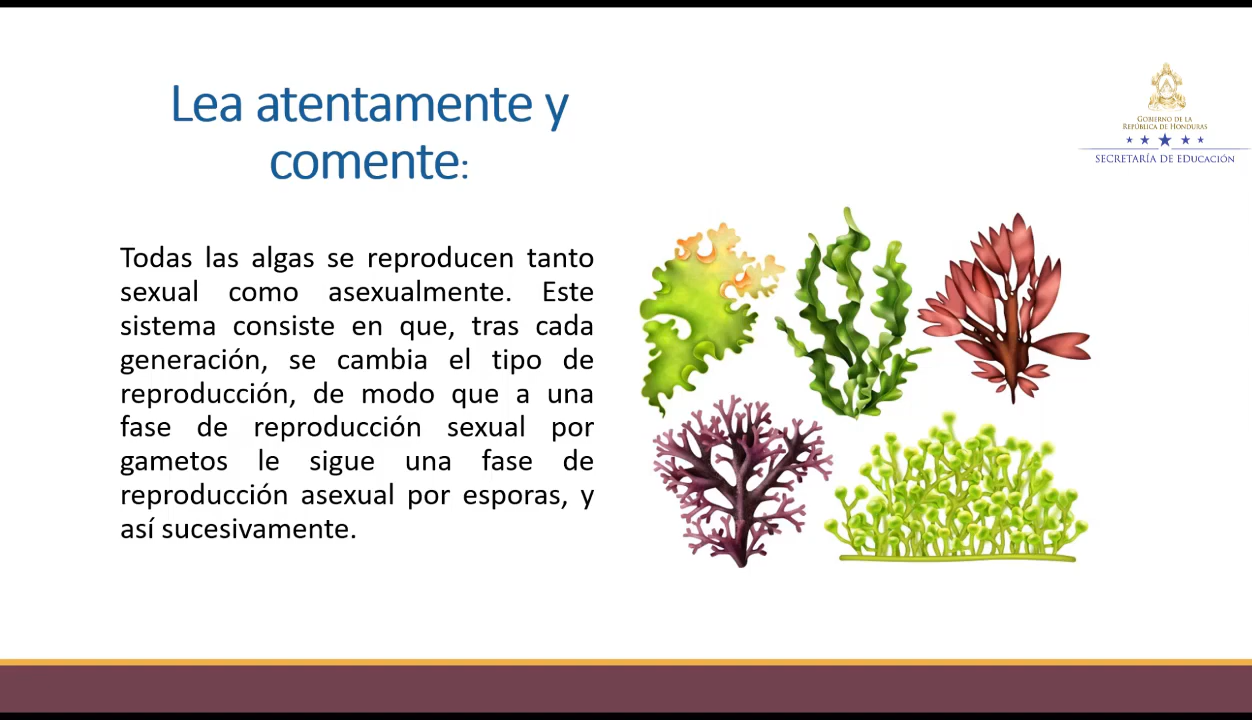 Lea atentamente y
comente:
GOBIERNO DE LA
REPÚBLICA DE HONDURAS
SECRETARÍA DE EDUCACIÓN
Todas las algas se reproducen tanto
sexual como asexualmente. Este
sistema consiste en que, tras cada
generación, se cambia el tipo de
reproducción, de modo que a una
fase de reproducción sexual por
gametos le sigue una fase de
reproducción asexual por esporas, y
así sucesivamente.